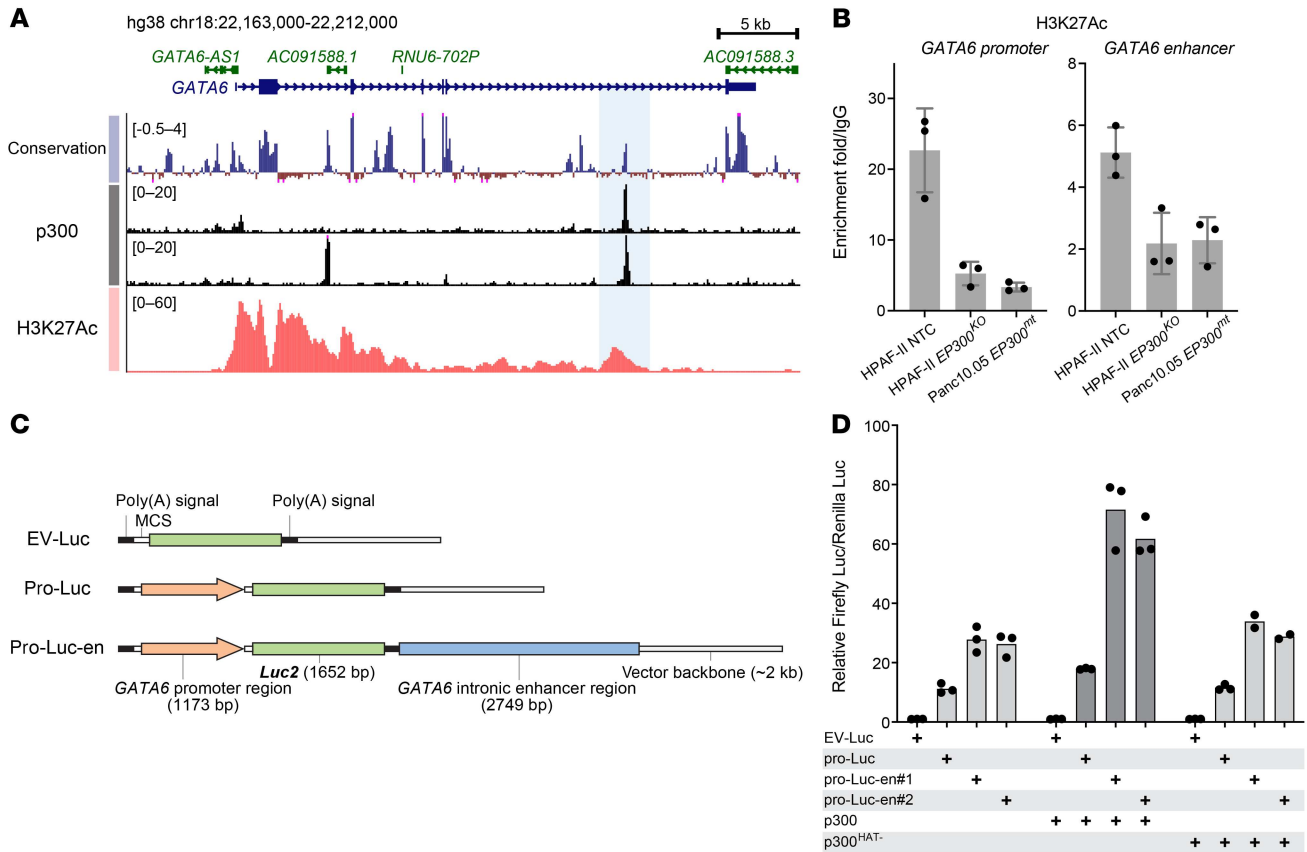 A
hg38 chr18:22,163,000-22,212,000
5 kb
GATA6-AS1 AC091588.1 RNU6-702P AC091588.3
GATA6
Conservation
[-0.5–4]
p300
[0–20]
[0–20]
H3K27Ac
[0–60]
B
H3K27Ac
GATA6 promoter
GATA6 enhancer
Enrichment fold/IgG
30
20
10
0
HPAF-II NTC
HPAF-II EP300KO
Panc10.05 EP300mt
8
6
4
2
0
HPAF-II NTC
HPAF-II EP300KO
Panc10.05 EP300mt
C
Poly(A) signal
Poly(A) signal
MCS
EV-Luc
Pro-Luc
Pro-Luc-en
Luc2 (1652 bp)
Vector backbone (~2 kb)
GATA6 promoter region
(1173 bp)
GATA6 intronic enhancer region
(2749 bp)
D
Relative Firefly Luc/Renilla Luc
100
80
60
40
20
0
EV-Luc + + +
pro-Luc + + +
pro-Luc-en#1 + + +
pro-Luc-en#2 + + +
p300 + + + +
p300HAT- + + + +